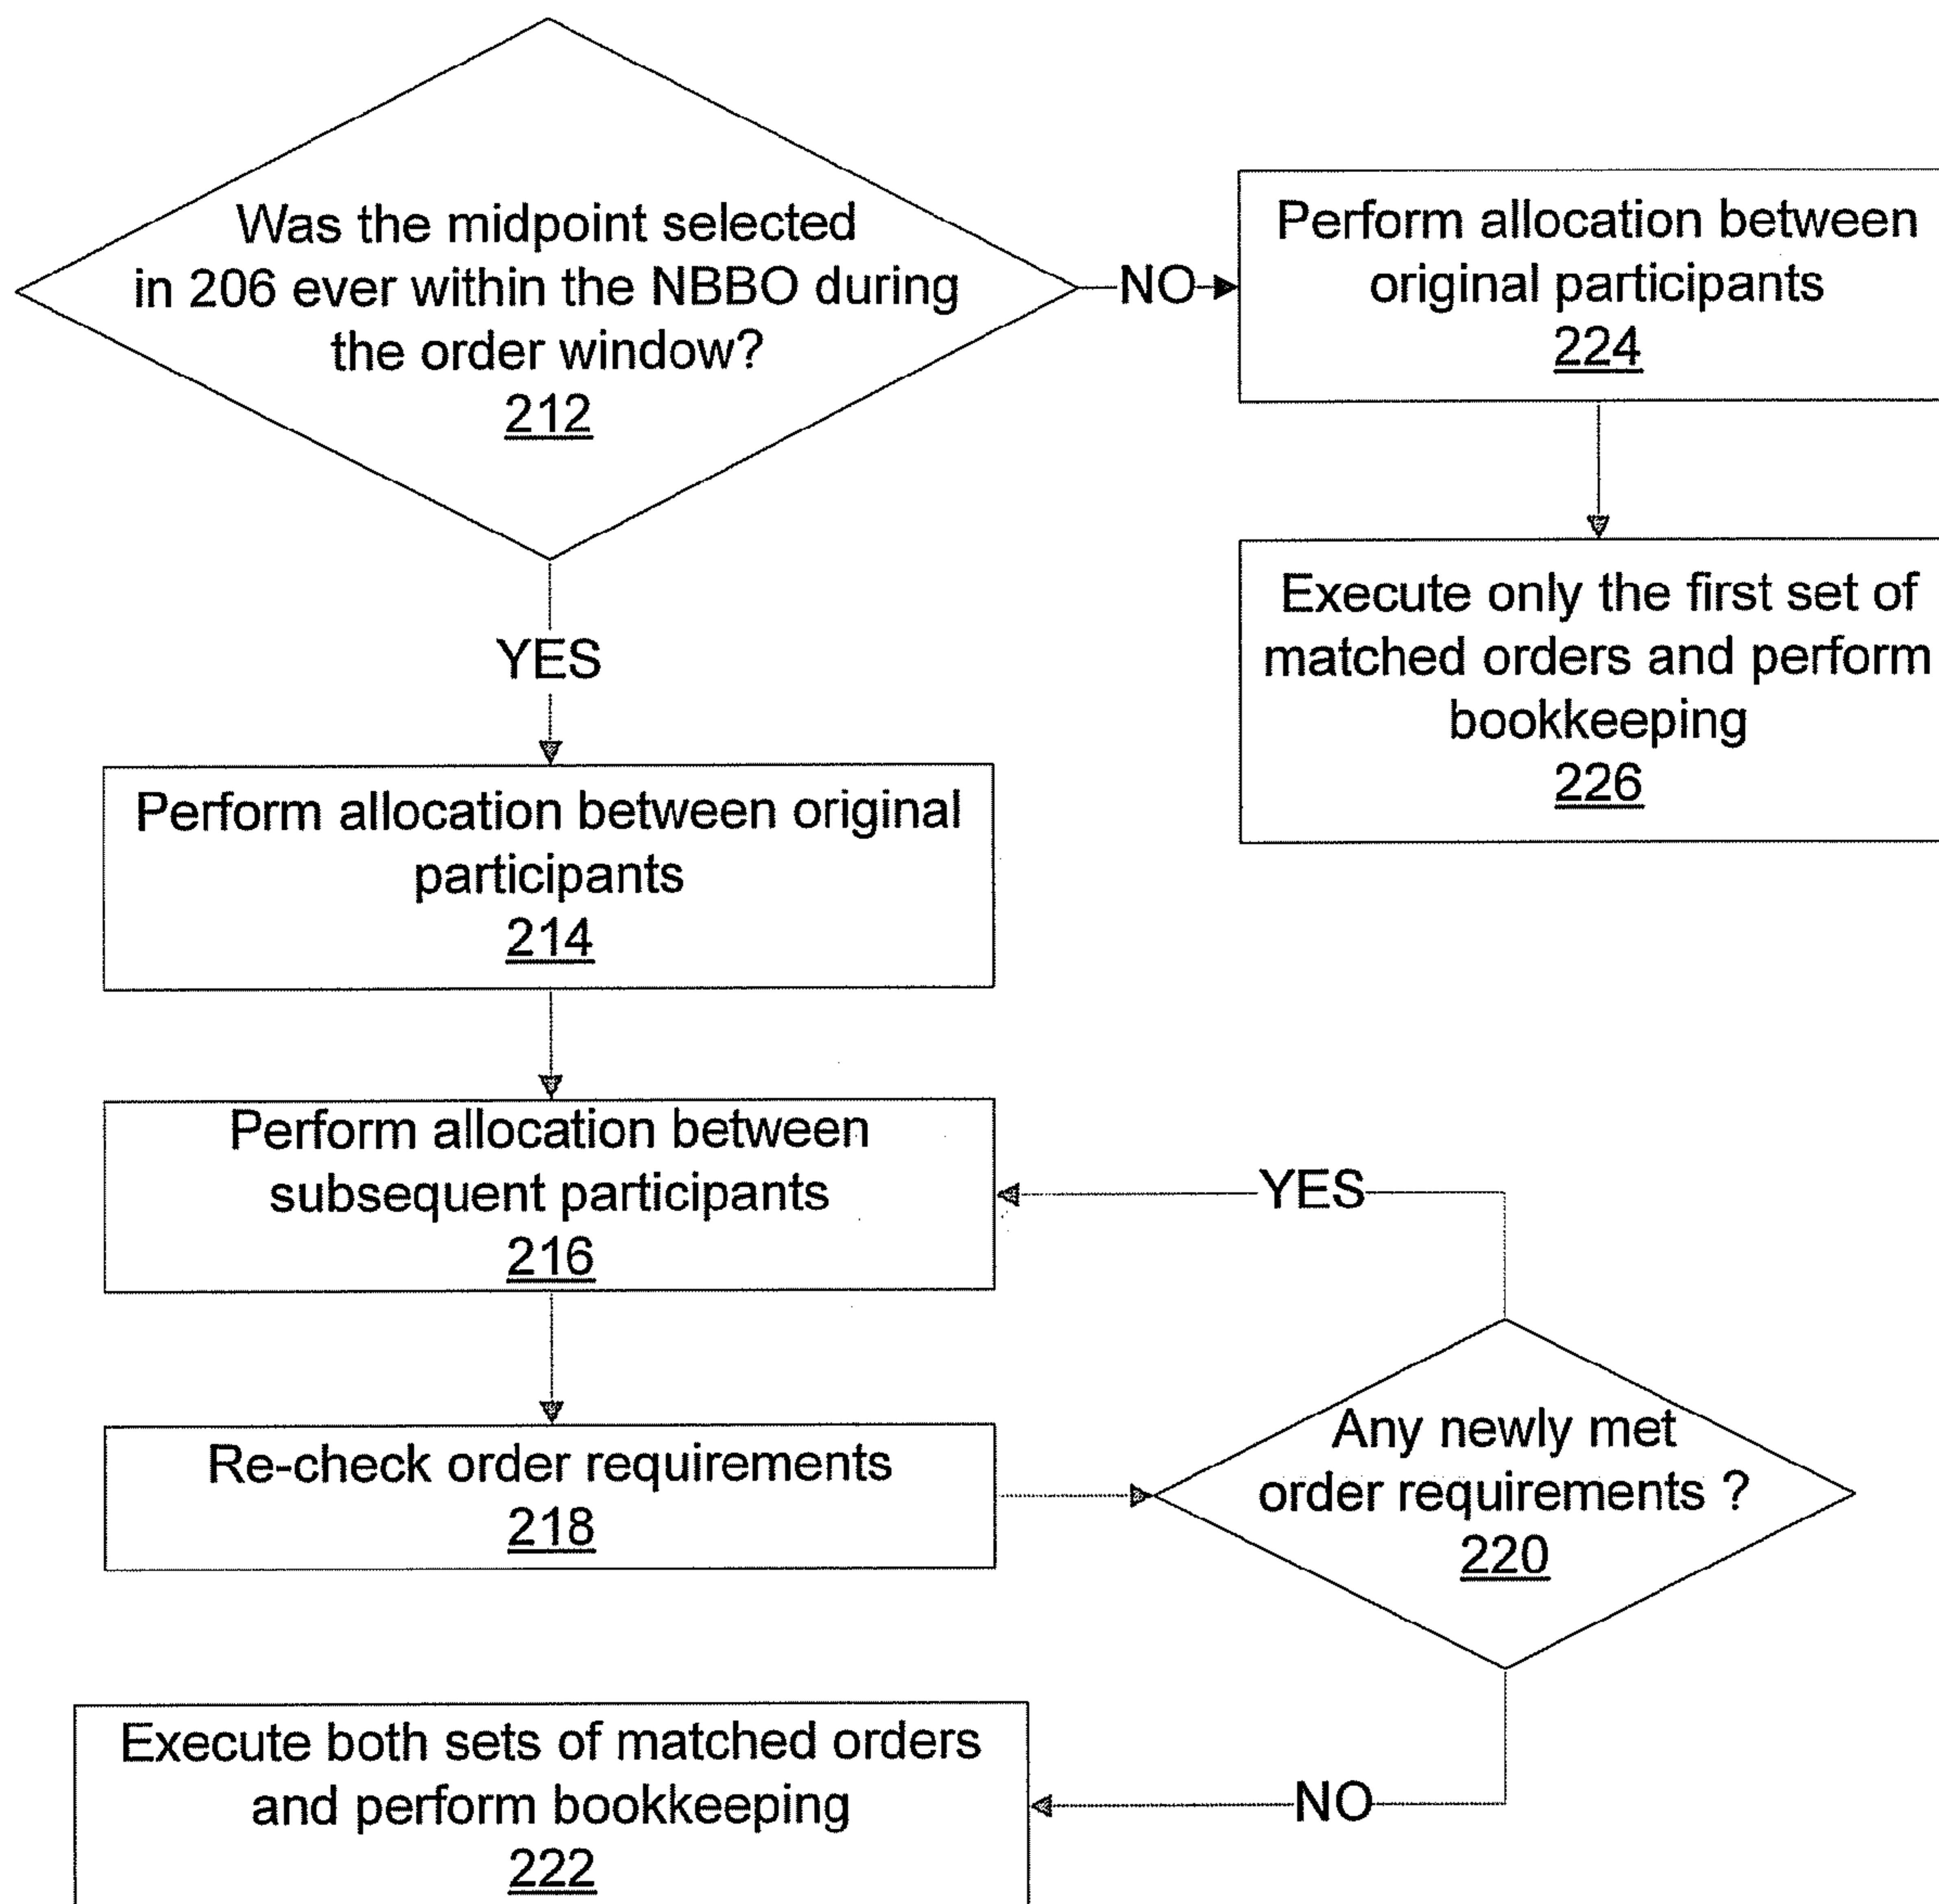 Was the midpoint selected
in 206 ever within the NBBO during
the order window?
212
NO
Perform allocation between
original participants
224
Execute only the first set of
matched orders and perform
bookkeeping
226
YES
Perform allocation between original
participants
214
Perform allocation between
subsequent participants
216
YES
Re-check order requirements
218
Any newly met
order requirements ?
220
NO
Execute both sets of matched orders
and perform bookkeeping
222